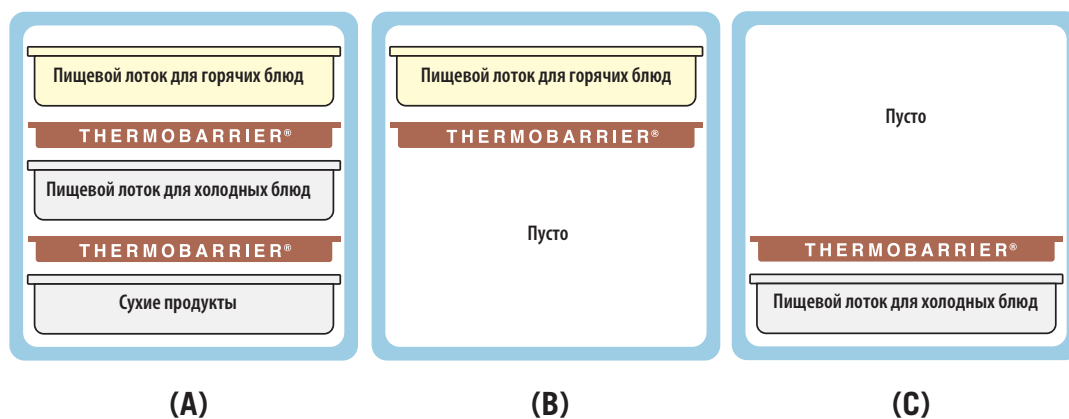 Пищевой лоток для горячих блюд
THERMOBARRIER®
Пищевой лоток для холодных блюд
THERMOBARRIER®
Сухие продукты
(A)
Пищевой лоток для горячих блюд
THERMOBARRIER®
Пусто
(B)
Пусто
THERMOBARRIER®
Пищевой лоток для холодных блюд
(C)